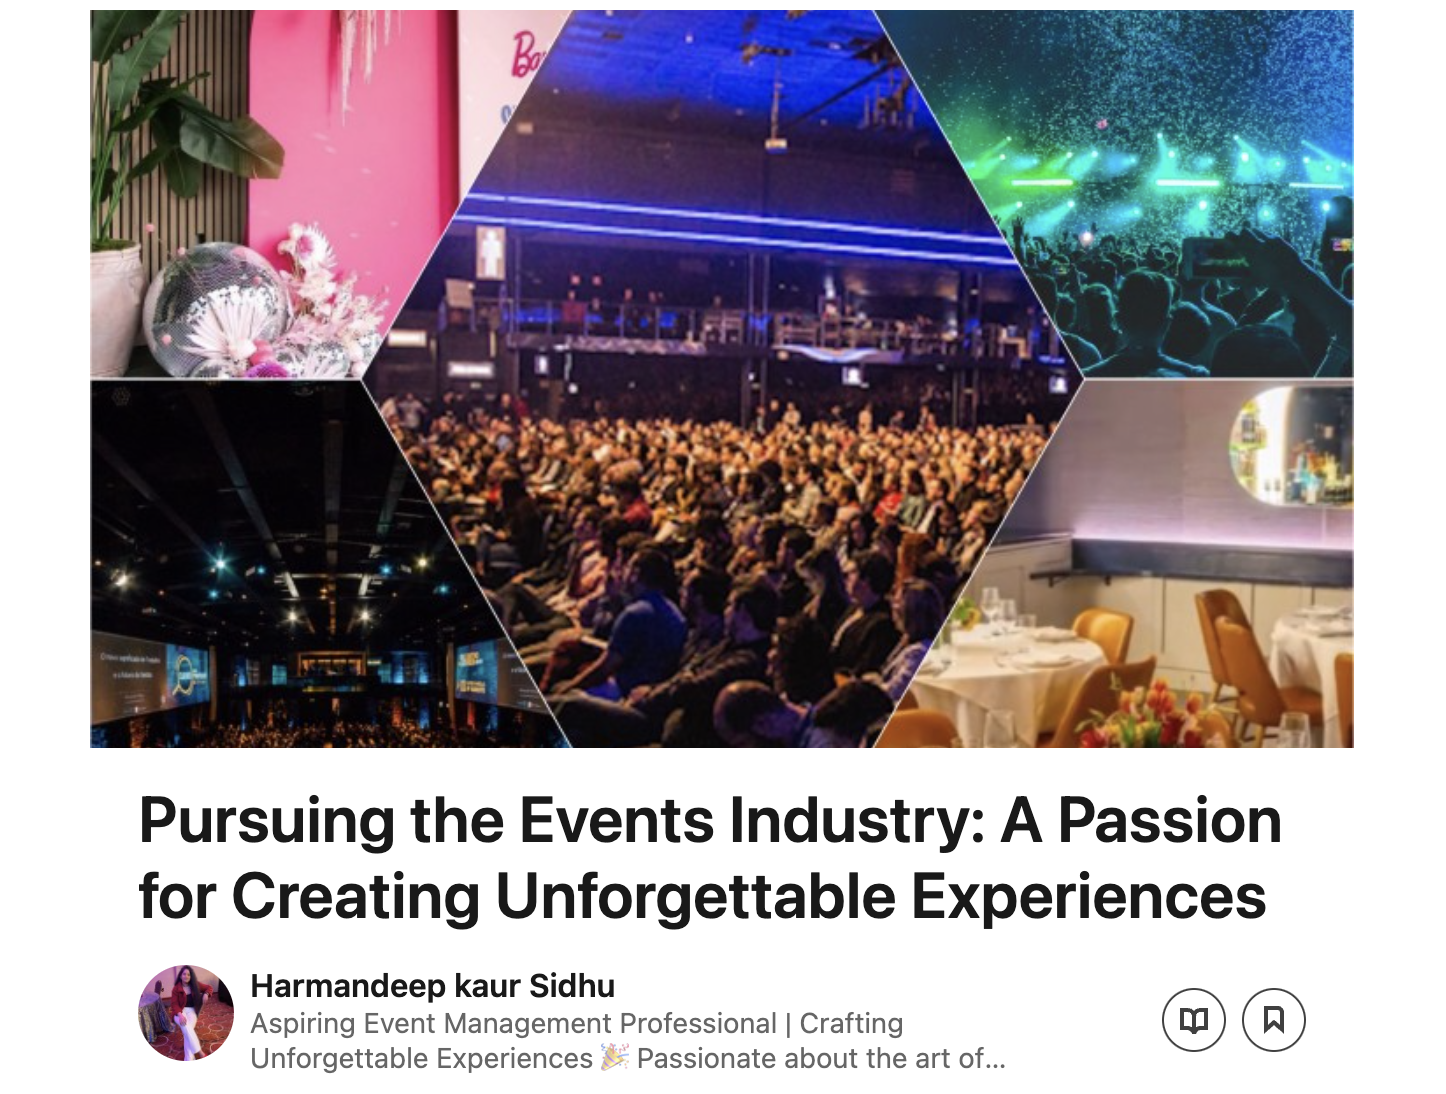 Pursuing the Events Industry: A Passion
for Creating Unforgettable Experiences
Harmandeep kaur Sidhu
Aspiring Event Management Professional | Crafting
Unforgettable Experiences 🎉 Passionate about the art of...